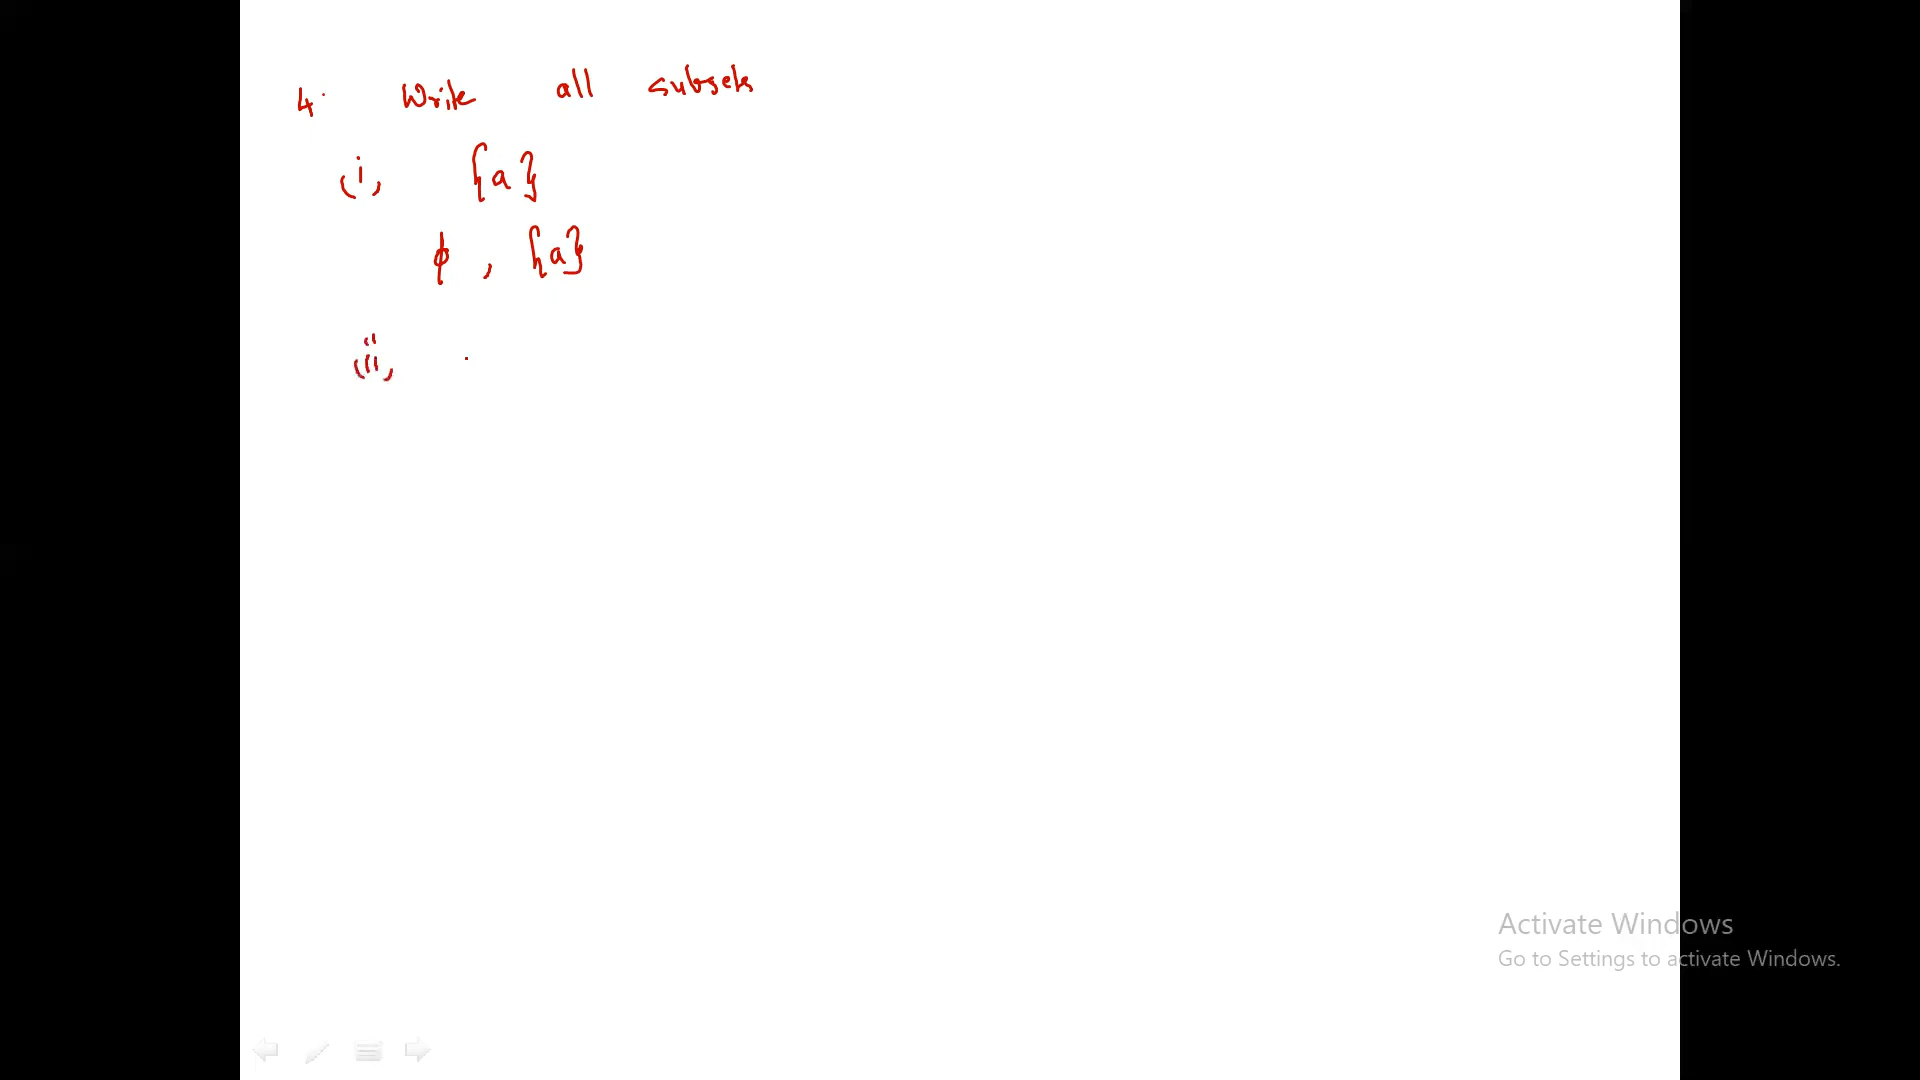 4. Write all subsets
(i, {a}
φ , {a}
(ii,
Activate Windows
Go to Settings to activate Windows.